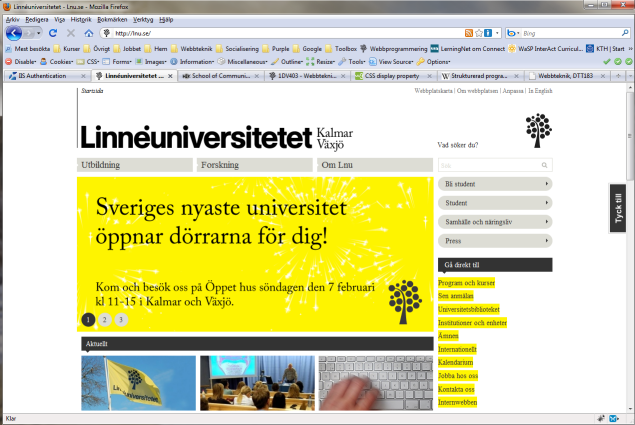 Linnéuniversitetet - Lnu.se - Mozilla Firefox
Arkiv Redigera Visa Historik Bokmärken Verktyg Hjälp
http://lnu.se/
Bing
Mest besökta Kurser Övrigt Jobbet Hem Webbteknik Socialisering Purple Google Toolbox Webbprogrammering LearningNet om Connect WaSP InterAct Curricul... KTH | Start »
Disable Cookies CSS Forms Images Information Miscellaneous Outline Resize Tools View Source Options
BS Authentication Linnéuniversitetet ... School of Communi... 1DV403 - Webbtekni... CSS display property Strukturerad progra... Webbteknik, DTT183
Startsida
Webbplatskarta | Om webbplatsen | Anpassa | In English
Linnéuniversitetet Kalmar
Växjö
Vad söker du?
Utbildning Forskning Om Lnu
Sök
Sveriges nyaste universitet
öppnar dörrarna för dig!
Kom och besök oss på Öppet hus söndagen den 7 februari
kl 11-15 i Kalmar och Växjö.
1 2 3
Bli student
Student
Samhälle och näringsliv
Press
Tyck till
Gå direkt till
Program och kurser
Sen anmälan
Universitetsbiblioteket
Institutioner och enheter
Ämnen
Internationellt
Kalendarium
Jobba hos oss
Kontakta oss
Internwebben
Aktuellt
Linnéuniversitetet
Klar